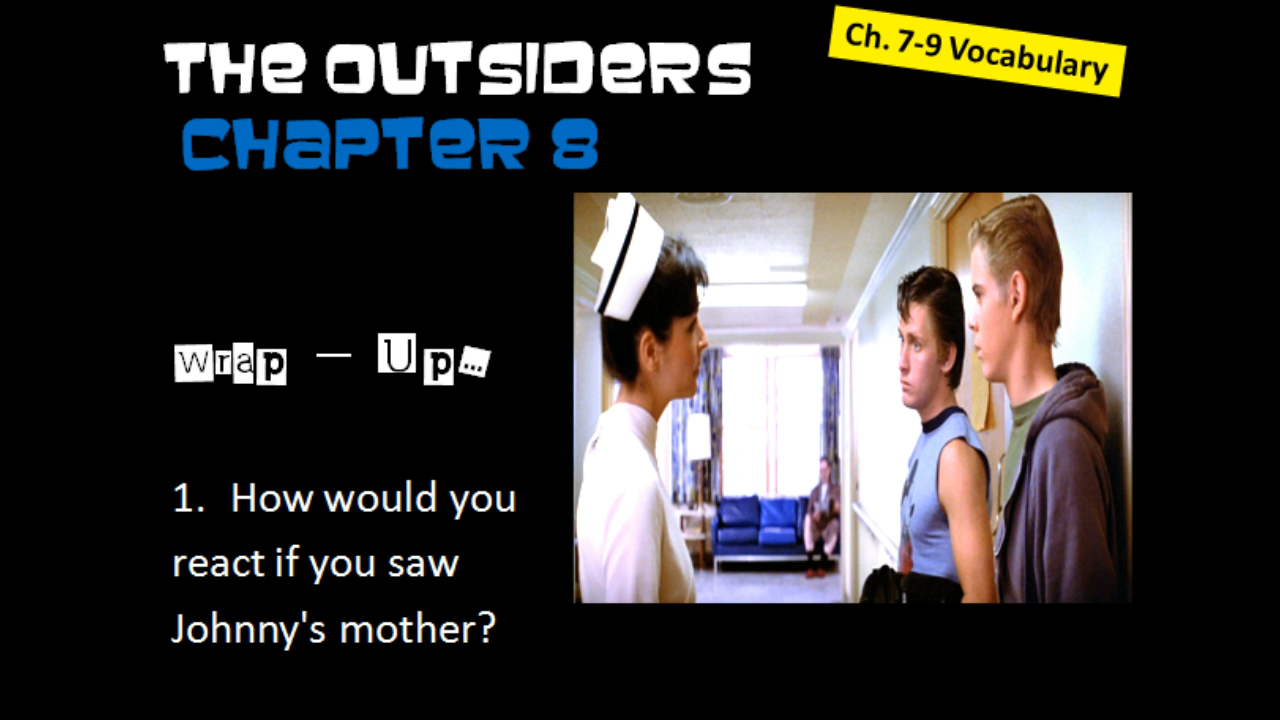 THE OUTSIDERS
Ch. 7-9 Vocabulary
CHAPTER 8
Wrap – Up...
1. How would you
react if you saw
Johnny's mother?